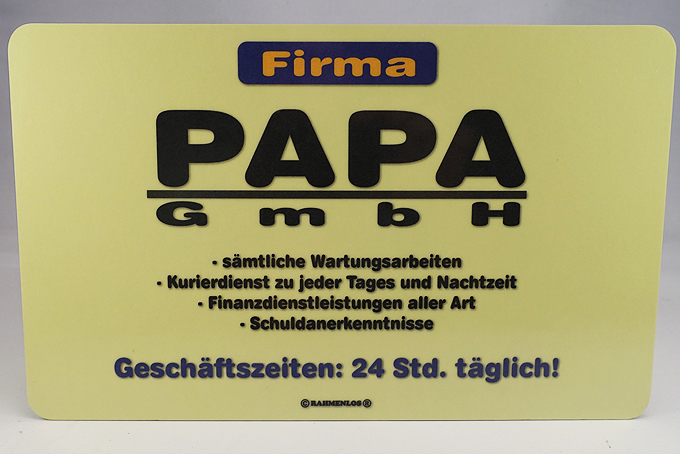 Firma
PAPA
GmbH
- sämtliche Wartungsarbeiten
- Kurierdienst zu jeder Tages und Nachtzeit
- Finanzdienstleistungen aller Art
- Schuldanerkenntnisse
Geschäftszeiten: 24 Std. täglich!
© RAHMENLOS ®